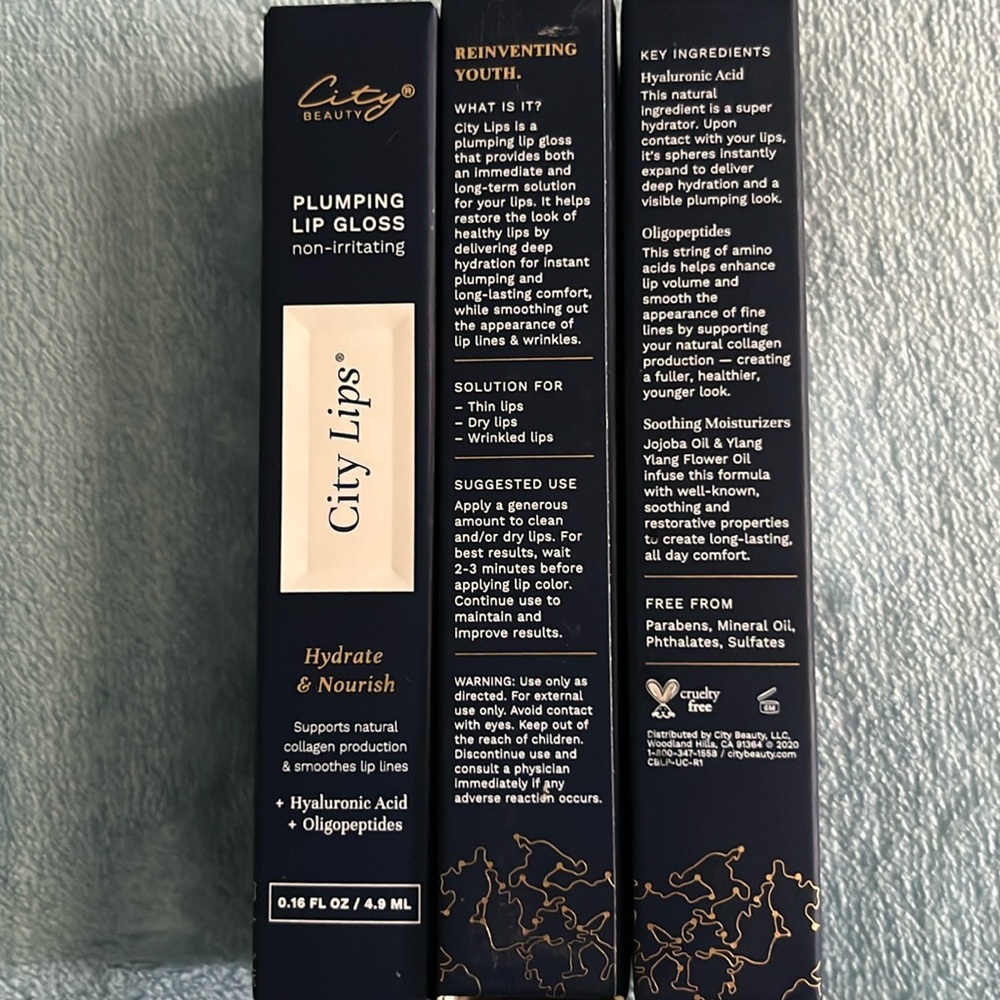 City®
BEAUTY
PLUMPING
LIP GLOSS
non-irritating
City Lips®
Hydrate
& Nourish
Supports natural
collagen production
& smoothes lip lines
+ Hyaluronic Acid
+ Oligopeptides
0.16 FL OZ / 4.9 ML
REINVENTING
YOUTH.
WHAT IS IT?
City Lips is a
plumping lip gloss
that provides both
an immediate and
long-term solution
for your lips. It helps
restore the look of
healthy lips by
delivering deep
hydration for instant
plumping and
long-lasting comfort,
while smoothing out
the appearance of
lip lines & wrinkles.
SOLUTION FOR
– Thin lips
– Dry lips
– Wrinkled lips
SUGGESTED USE
Apply a generous
amount to clean
and/or dry lips. For
best results, wait
2-3 minutes before
applying lip color.
Continue use to
maintain and
improve results.
WARNING: Use only as
directed. For external
use only. Avoid contact
with eyes. Keep out of
the reach of children.
Discontinue use and
consult a physician
immediately if any
adverse reaction occurs.
KEY INGREDIENTS
Hyaluronic Acid
This natural
ingredient is a super
hydrator. Upon
contact with your lips,
it's spheres instantly
expand to deliver
deep hydration and a
visible plumping look.
Oligopeptides
This string of amino
acids helps enhance
lip volume and
smooth the
appearance of fine
lines by supporting
your natural collagen
production — creating
a fuller, healthier,
younger look.
Soothing Moisturizers
Jojoba Oil & Ylang
Ylang Flower Oil
infuse this formula
with well-known,
soothing and
restorative properties
to create long-lasting,
all day comfort.
FREE FROM
Parabens, Mineral Oil,
Phthalates, Sulfates
cruelty
free
6M
Distributed by City Beauty, LLC,
Woodland Hills, CA 91364 © 2020
1-800-347-1558 / citybeauty.com
CBLP-UC-R1